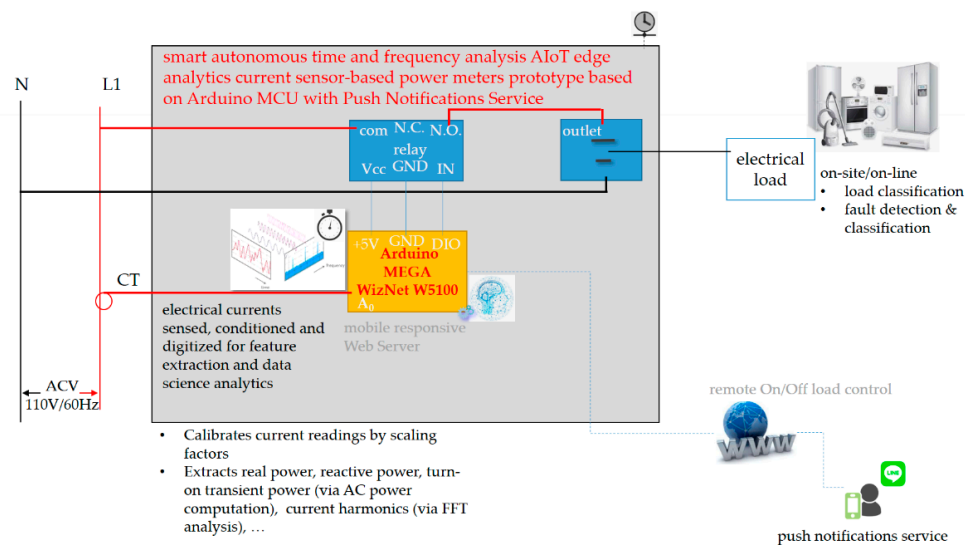 smart autonomous time and frequency analysis AIoT edge
analytics current sensor-based power meters prototype based
on Arduino MCU with Push Notifications Service
N
L1
com N.C. N.O.
relay
Vcc GND IN
outlet
electrical
load
on-site/on-line
• load classification
• fault detection &
classification
+5V GND DIO
Arduino
MEGA
WizNet W5100
A0
CT
mobile responsive
Web Server
electrical currents
sensed, conditioned and
digitized for feature
extraction and data
science analytics
ACV
110V/60Hz
• Calibrates current readings by scaling
factors
• Extracts real power, reactive power, turn-
on transient power (via AC power
computation), current harmonics (via FFT
analysis), …
remote On/Off load control
WWW
LINE
push notifications service